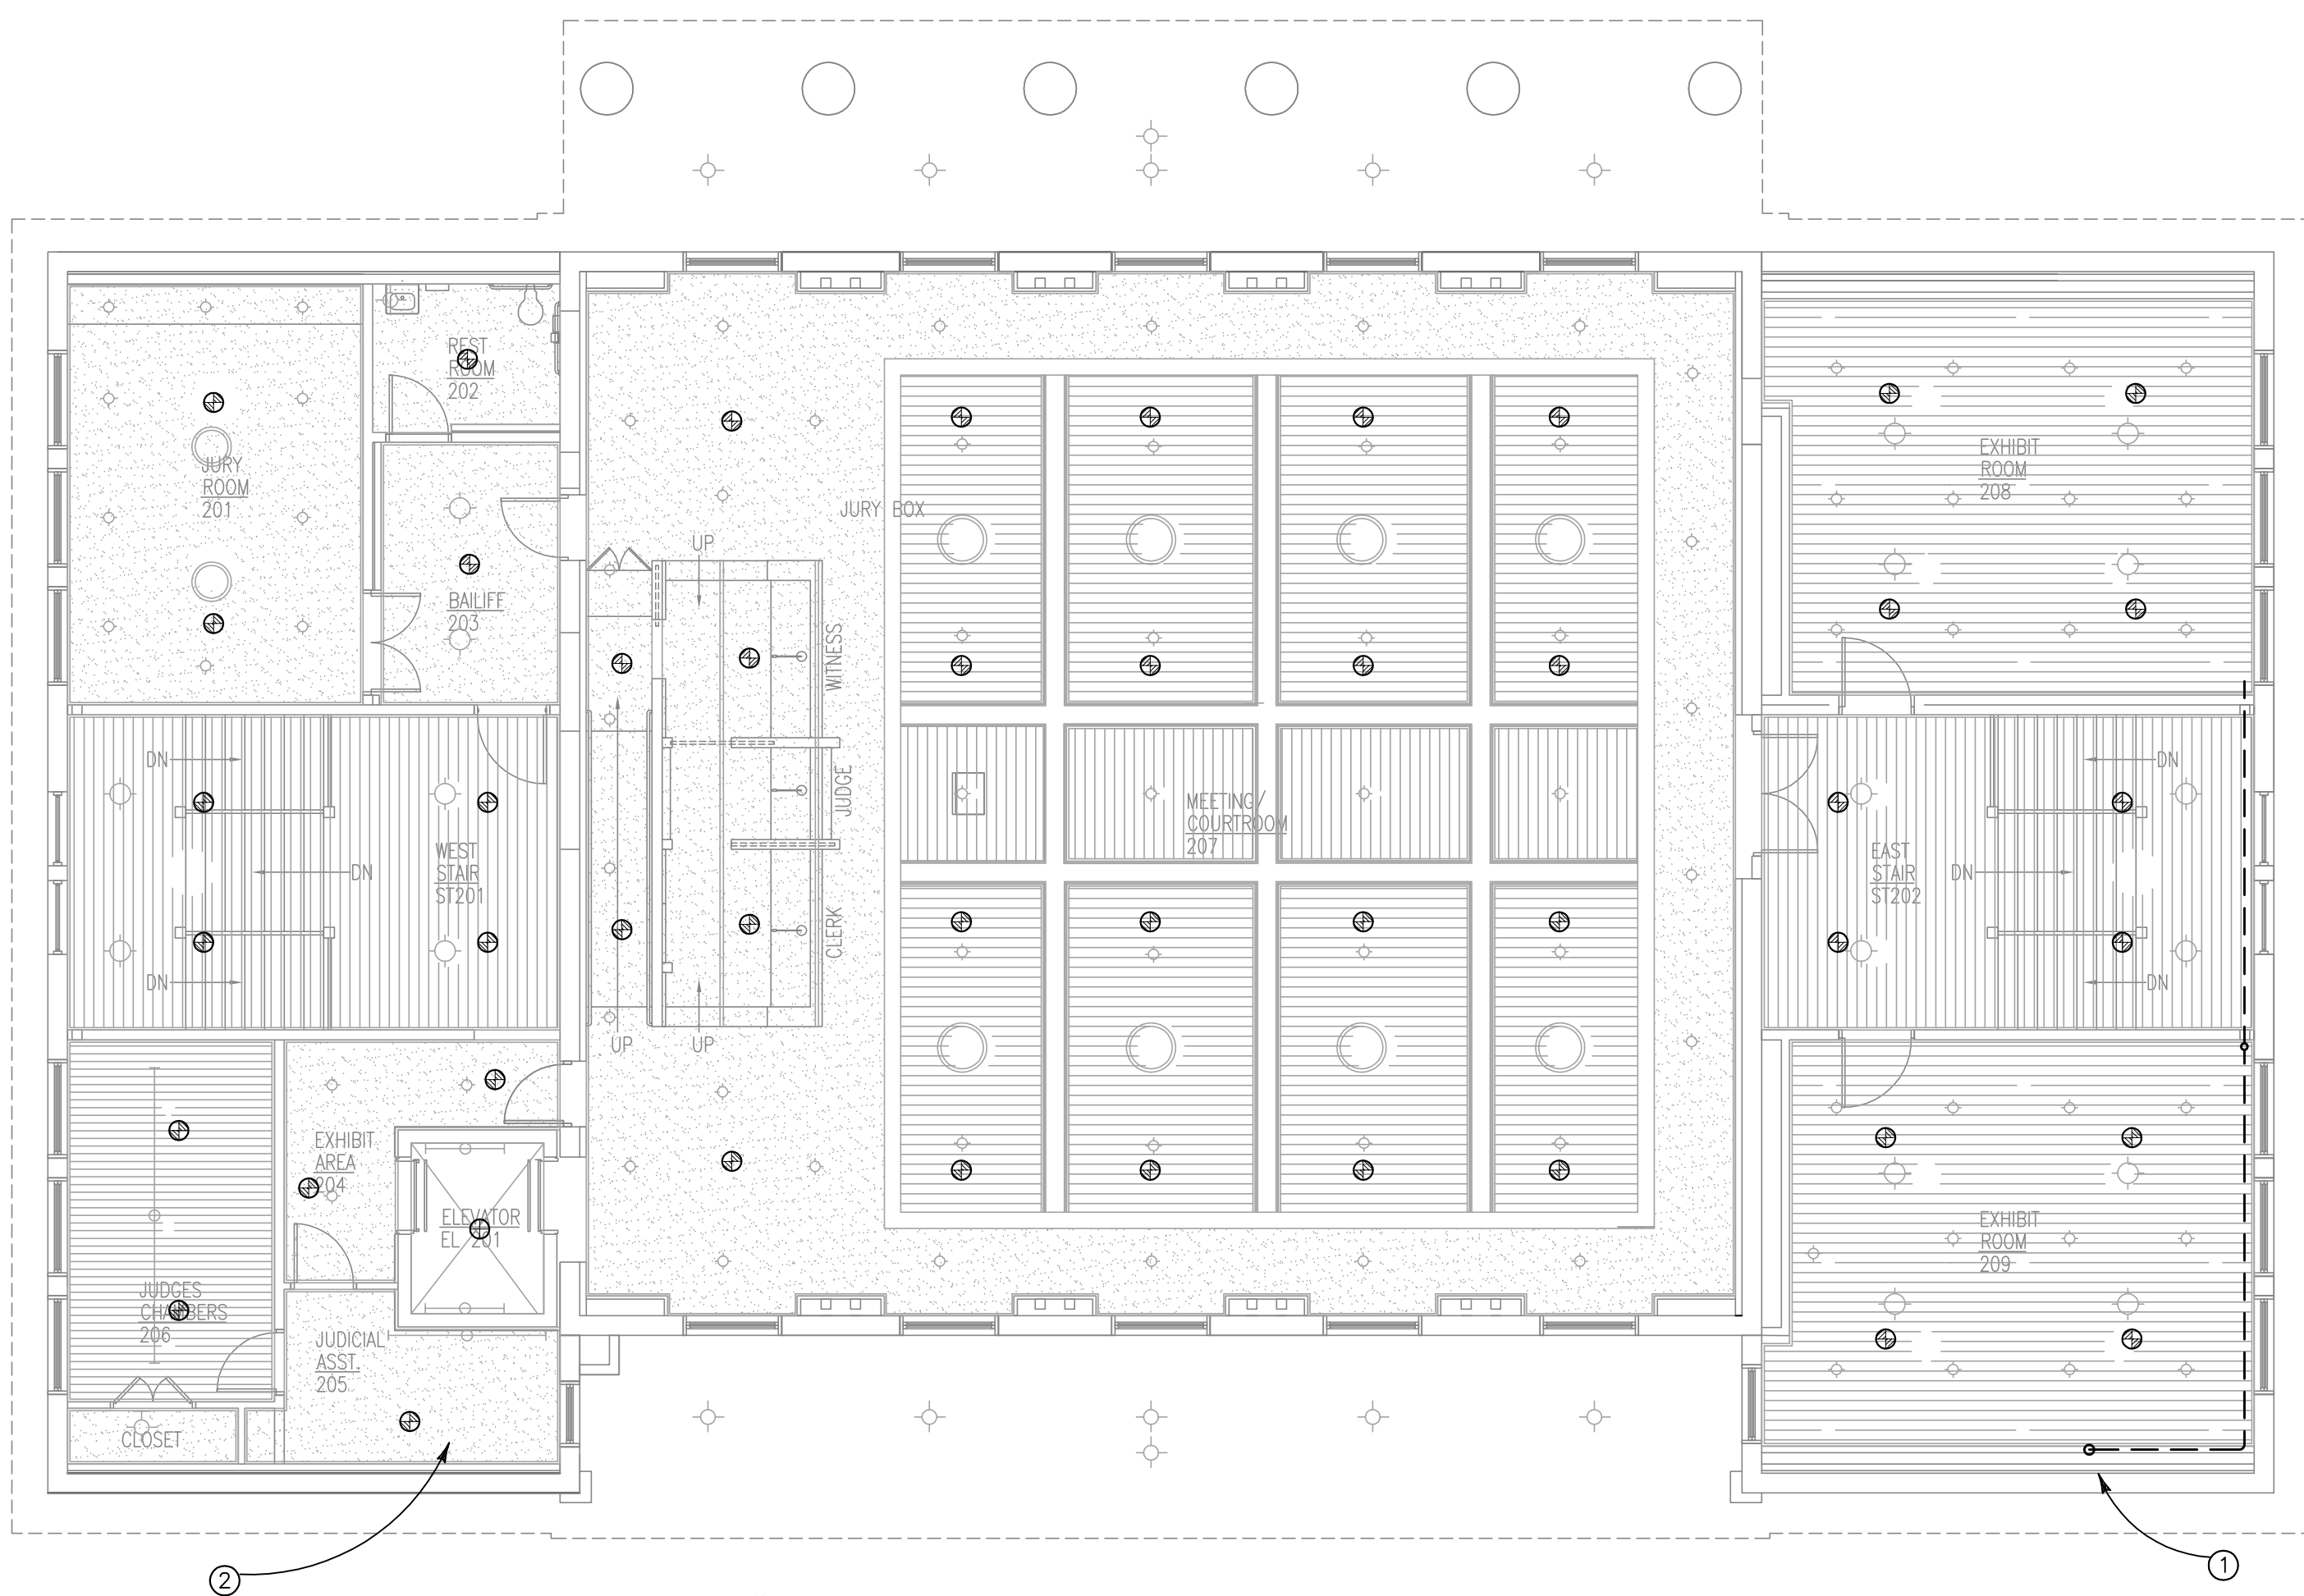 REST
ROOM
202
JURY
ROOM
201
BAILIFF
203
JURY BOX
UP
WITNESS
JUDGE
CLERK
UP
UP
EXHIBIT
ROOM
208
DN
DN
DN
WEST
STAIR
ST201
MEETING/
COURTROOM
207
EAST
STAIR
ST202
DN
DN
DN
EXHIBIT
AREA
204
ELEVATOR
EL 201
JUDGES
CHAMBERS
206
JUDICIAL
ASST.
205
CLOSET
EXHIBIT
ROOM
209
2
1